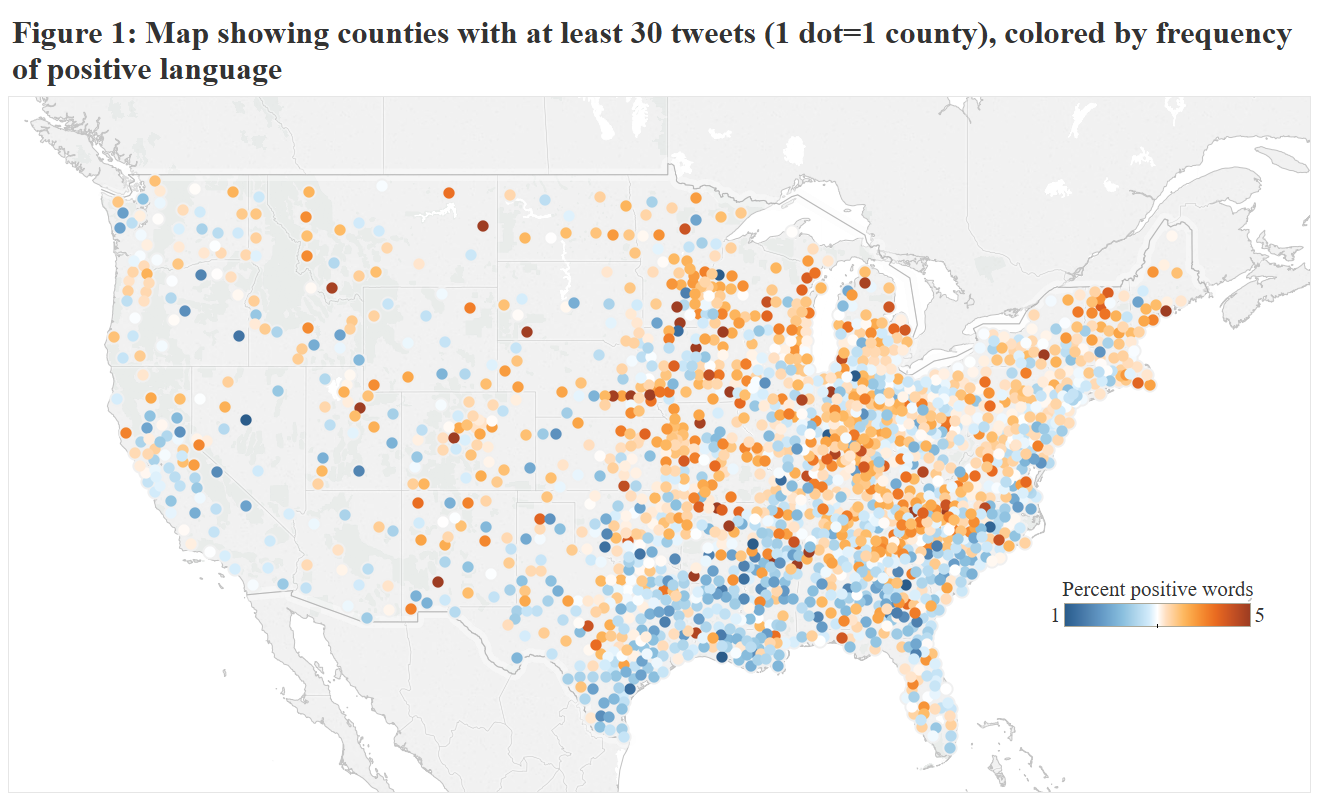 Figure 1: Map showing counties with at least 30 tweets (1 dot=1 county), colored by frequency
of positive language
Percent positive words
1 5